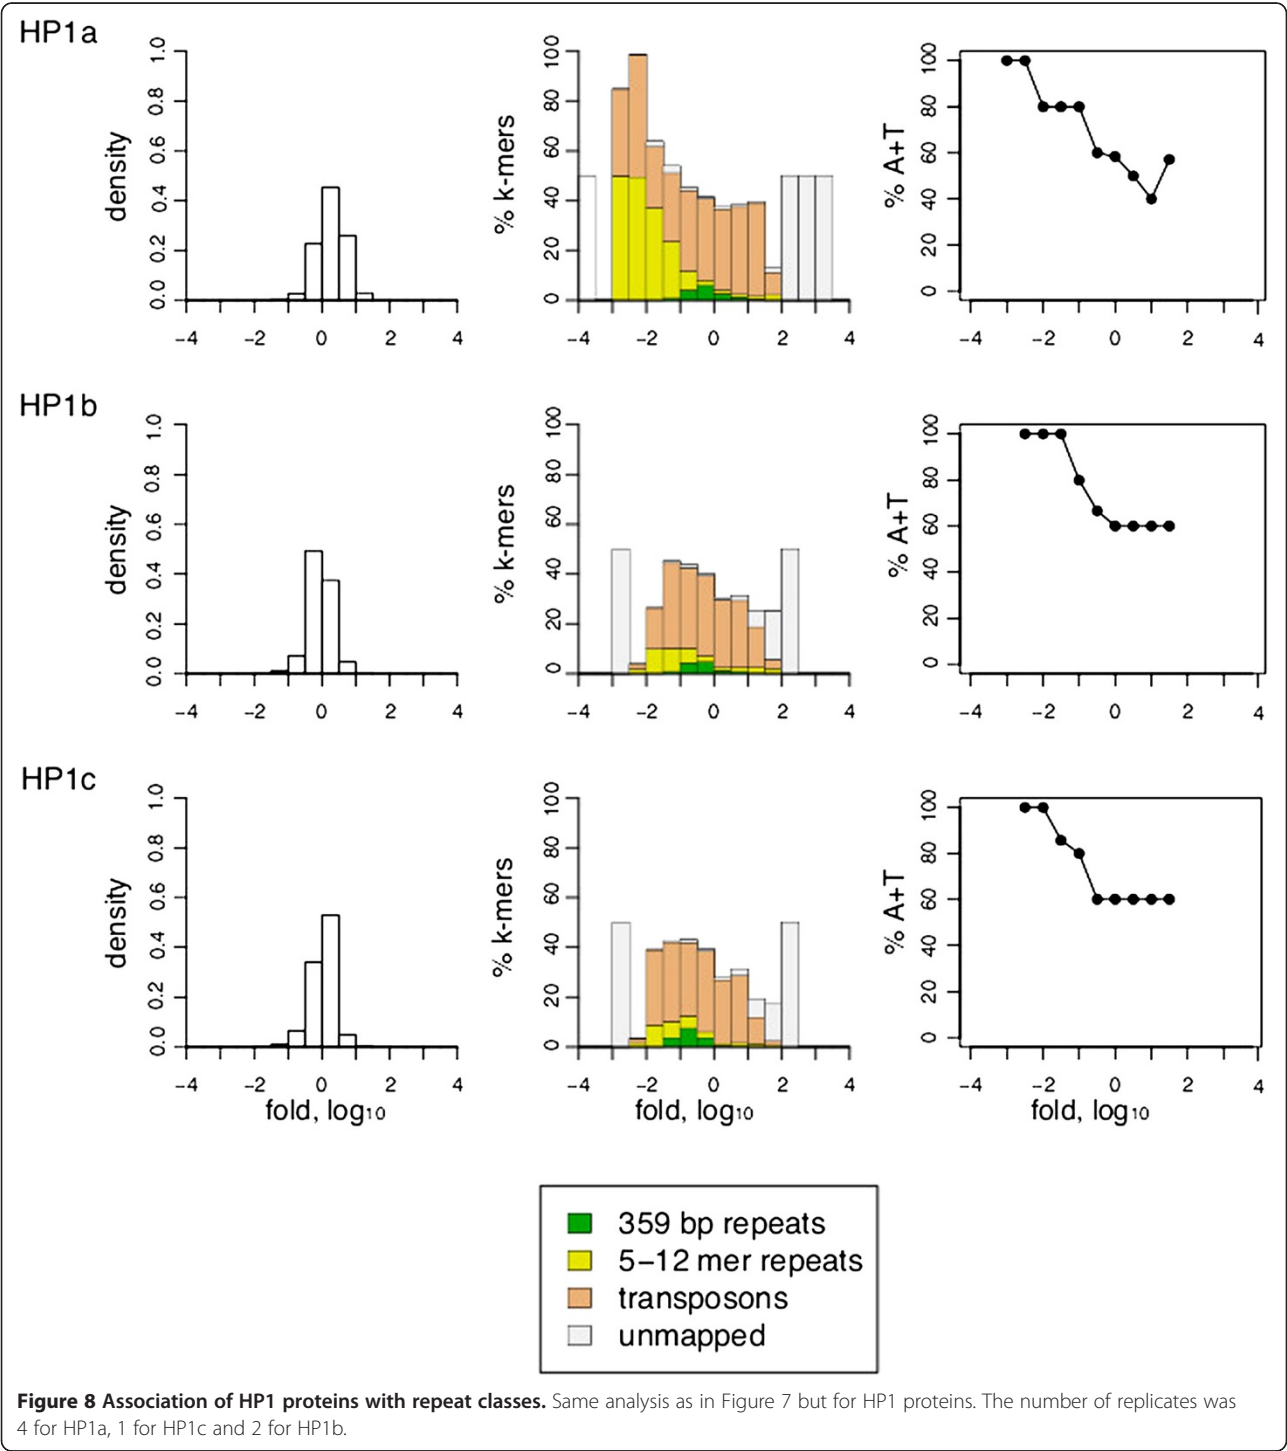 HP1a
density
0.0 0.2 0.4 0.6 0.8 1.0
−4 −2 0 2 4
% k-mers
0 20 40 60 80 100
−4 −2 0 2 4
% A+T
0 20 40 60 80 100
−4 −2 0 2 4
HP1b
density
0.0 0.2 0.4 0.6 0.8 1.0
−4 −2 0 2 4
% k-mers
0 20 40 60 80 100
−4 −2 0 2 4
% A+T
0 20 40 60 80 100
−4 −2 0 2 4
HP1c
density
0.0 0.2 0.4 0.6 0.8 1.0
−4 −2 0 2 4
fold, log10
% k-mers
0 20 40 60 80 100
−4 −2 0 2 4
fold, log10
% A+T
0 20 40 60 80 100
−4 −2 0 2 4
fold, log10
359 bp repeats
5−12 mer repeats
transposons
unmapped
Figure 8 Association of HP1 proteins with repeat classes. Same analysis as in Figure 7 but for HP1 proteins. The number of replicates was
4 for HP1a, 1 for HP1c and 2 for HP1b.